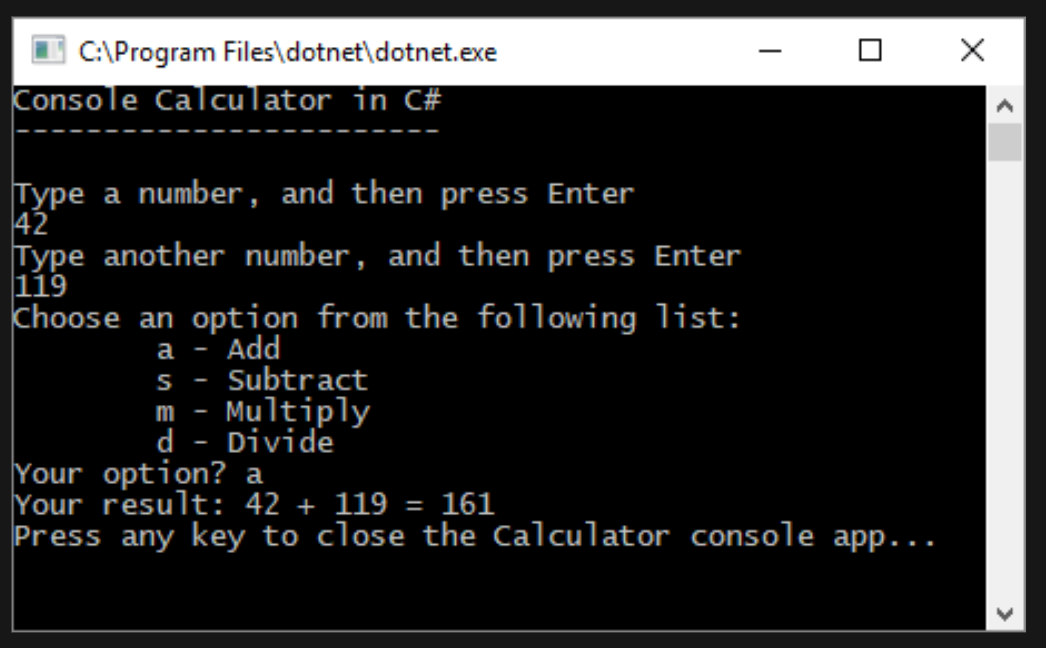 C:\Program Files\dotnet\dotnet.exe
Console Calculator in C#
------------------------
Type a number, and then press Enter
42
Type another number, and then press Enter
119
Choose an option from the following list:
a - Add
s - Subtract
m - Multiply
d - Divide
Your option? a
Your result: 42 + 119 = 161
Press any key to close the Calculator console app...